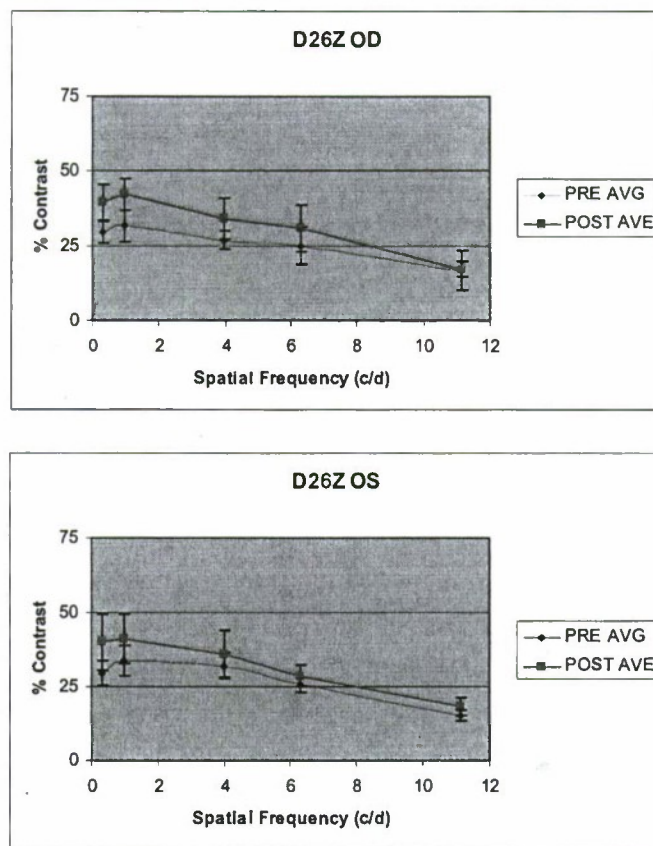 D26Z OD
75
50
25
0
% Contrast
0 2 4 6 8 10 12
Spatial Frequency (c/d)
PRE AVG
POST AVE
D26Z OS
75
50
25
0
% Contrast
0 2 4 6 8 10 12
Spatial Frequency (c/d)
PRE AVG
POST AVE